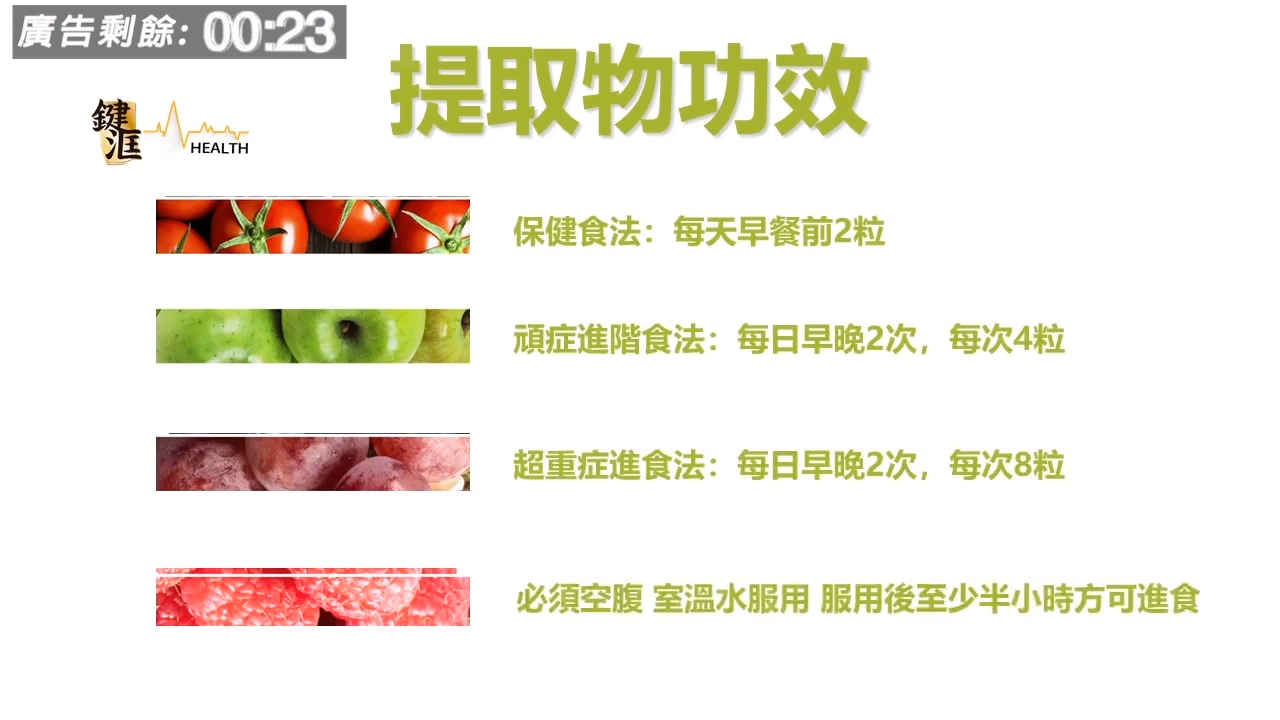 廣告剩餘: 00:23
提取物功效
鍵滙
HEALTH
保健食法：每天早餐前2粒
頑症進階食法：每日早晚2次，每次4粒
超重症進食法：每日早晚2次，每次8粒
必須空腹 室溫水服用 服用後至少半小時方可進食